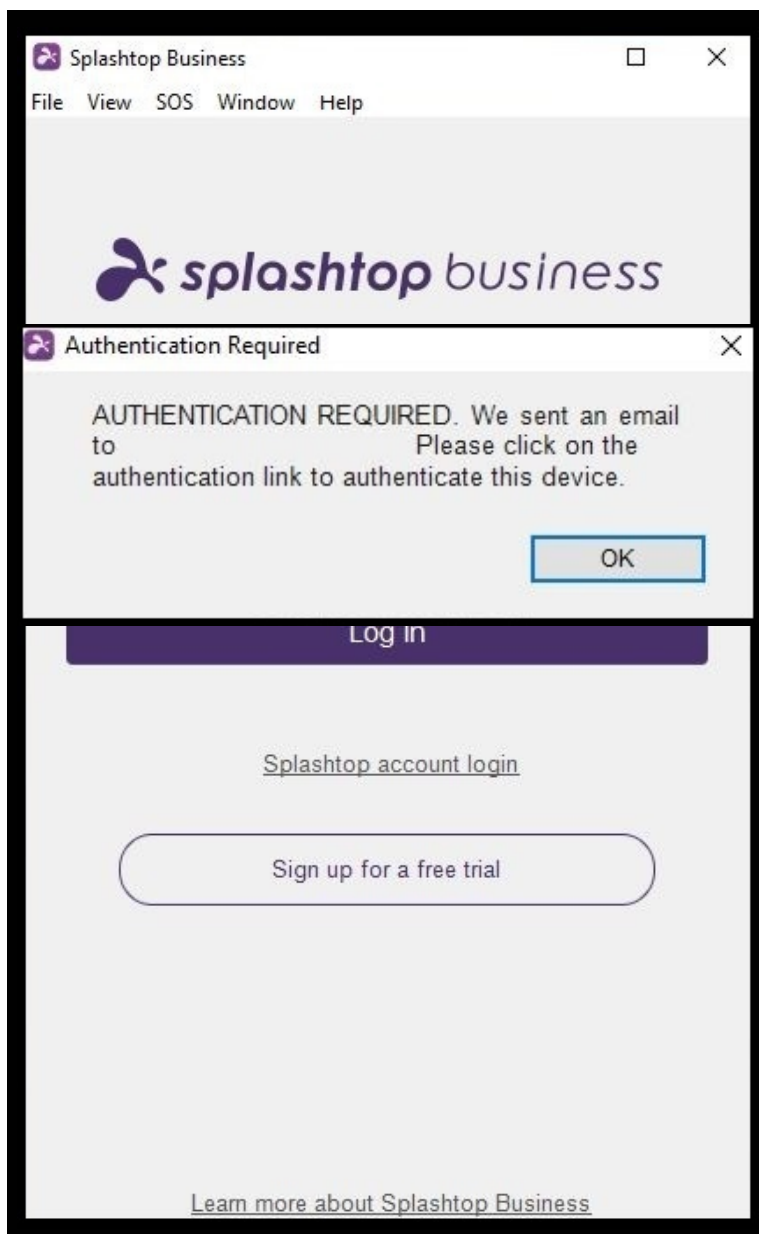 Splashtop Business
File View SOS Window Help
splashtop business
Authentication Required
AUTHENTICATION REQUIRED. We sent an email
to Please click on the
authentication link to authenticate this device.
OK
Log In
Splashtop account login
Sign up for a free trial
Learn more about Splashtop Business